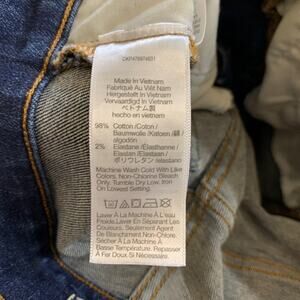 Made In Vietnam
Fabriqué Au Viêt Nam
Hergestellt In Vietnam
Vervaardigd In Vietnam
ベトナム製
hecho en vietnam
98% Cotton /Coton /
Baumwolle /Katoen / 綿 /
algodón
2% Elastane /Élasthanne /
Elastan /Elastaan /
ポリウレタン /elastano
Machine Wash Cold With Like
Colors, Non-Chlorine Bleach
Only, Tumble Dry Low, Iron
On Lowest Setting.
Laver À La Machine À L'eau
Froide, Laver En Séparant Les
Couleurs. Seulement Agent
De Blanchiment Non-Chlore.
Sécher À La Machine À
Basse Température. Repasser
À Fer Doux.